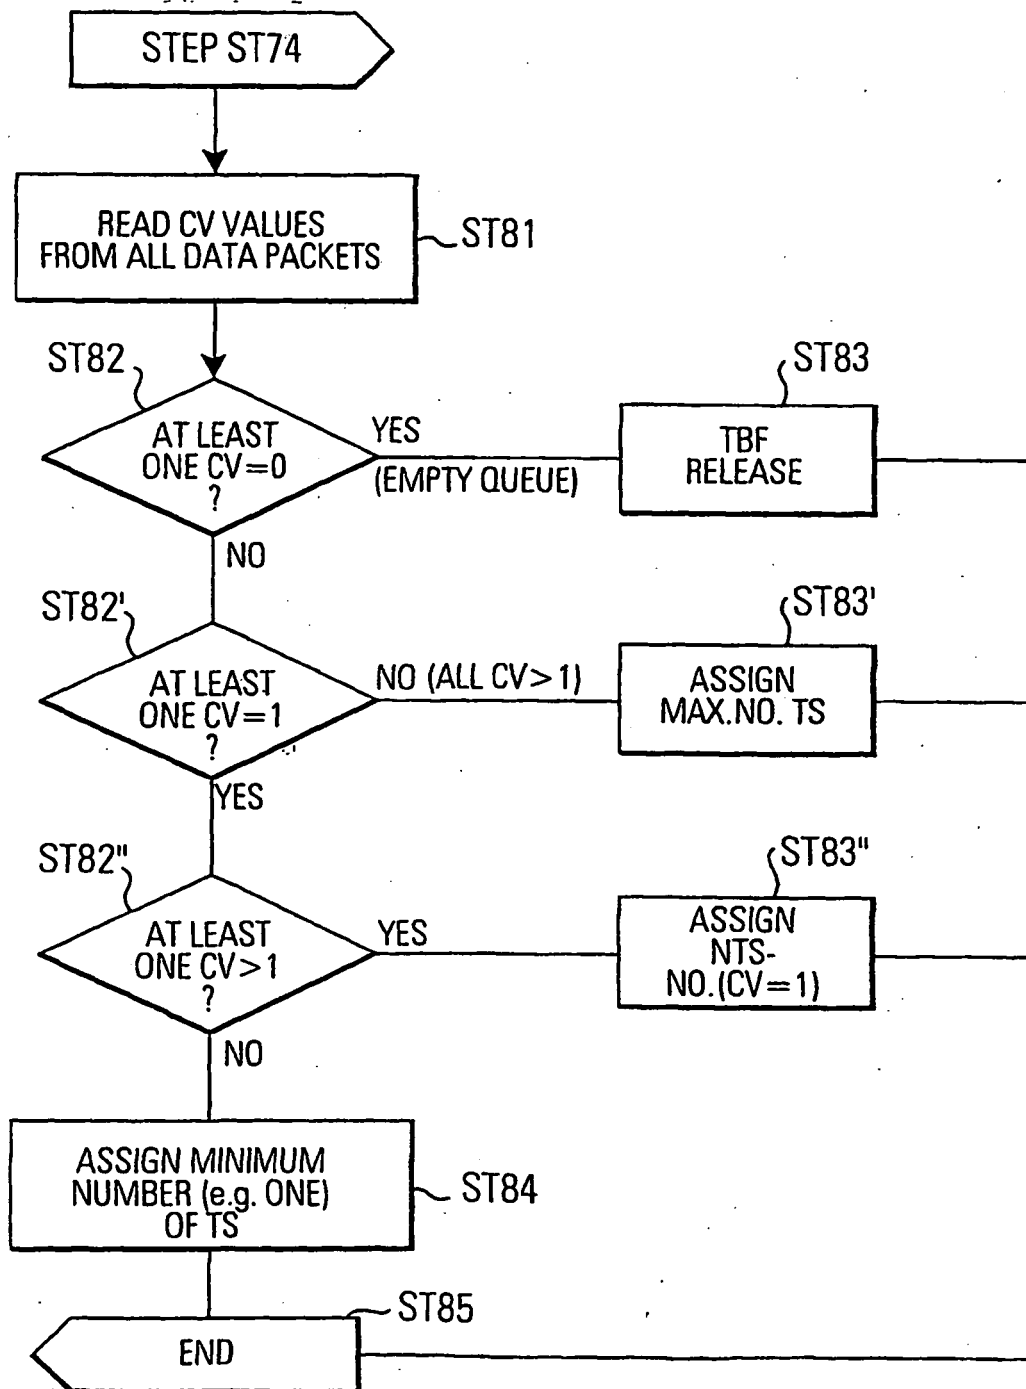 STEP ST74
READ CV VALUES
FROM ALL DATA PACKETS
ST81
ST82
AT LEAST
ONE CV=0
?
YES
(EMPTY QUEUE)
ST83
TBF
RELEASE
NO
ST82'
AT LEAST
ONE CV=1
?
NO (ALL CV>1)
ST83'
ASSIGN
MAX.NO. TS
YES
ST82"
AT LEAST
ONE CV>1
?
YES
ST83"
ASSIGN
NTS-
NO.(CV=1)
NO
ASSIGN MINIMUM
NUMBER (e.g. ONE)
OF TS
ST84
ST85
END